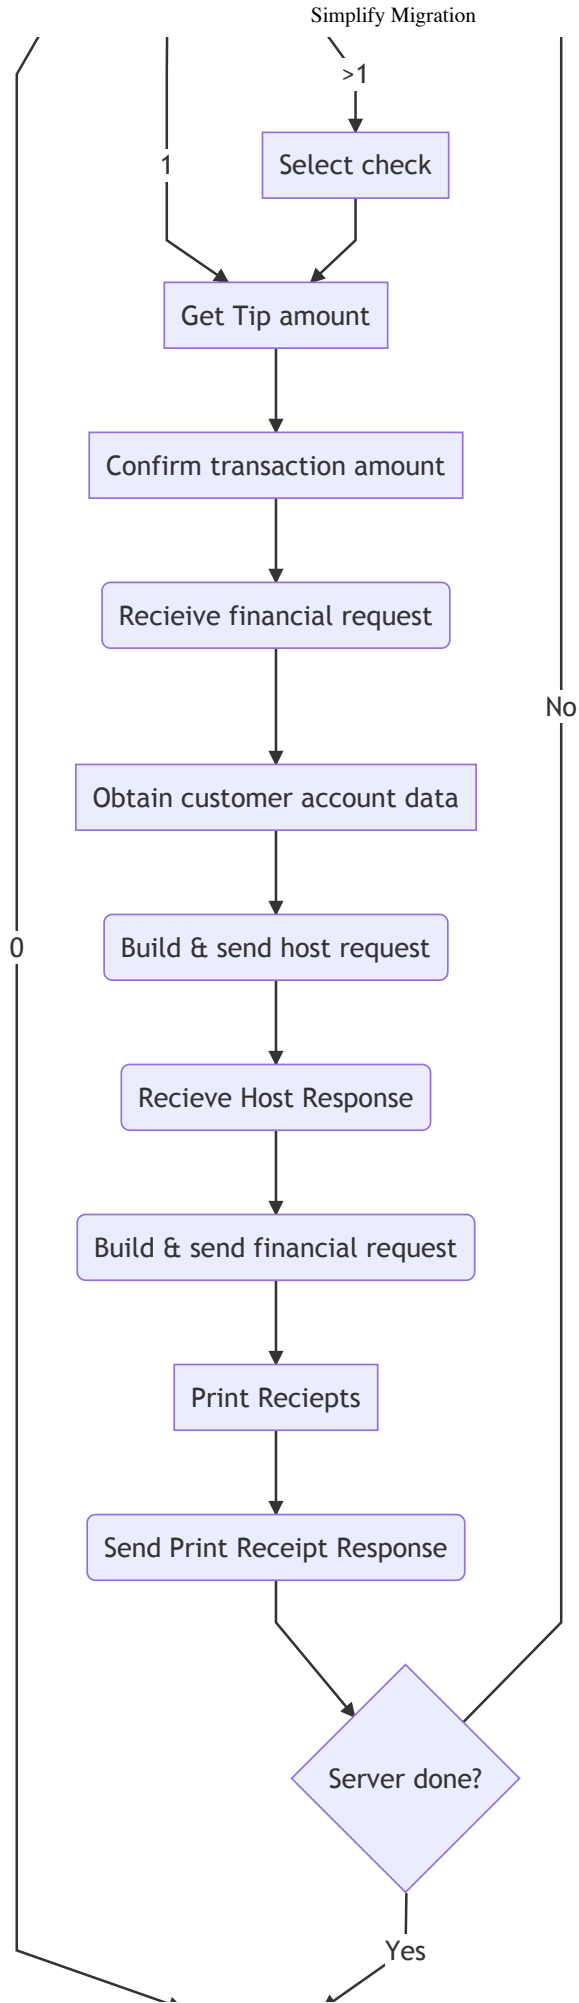 Simplify Migration
>1
1
Select check
Get Tip amount
Confirm transaction amount
Recieive financial request
No
Obtain customer account data
0
Build & send host request
Recieve Host Response
Build & send financial request
Print Reciepts
Send Print Receipt Response
Server done?
Yes